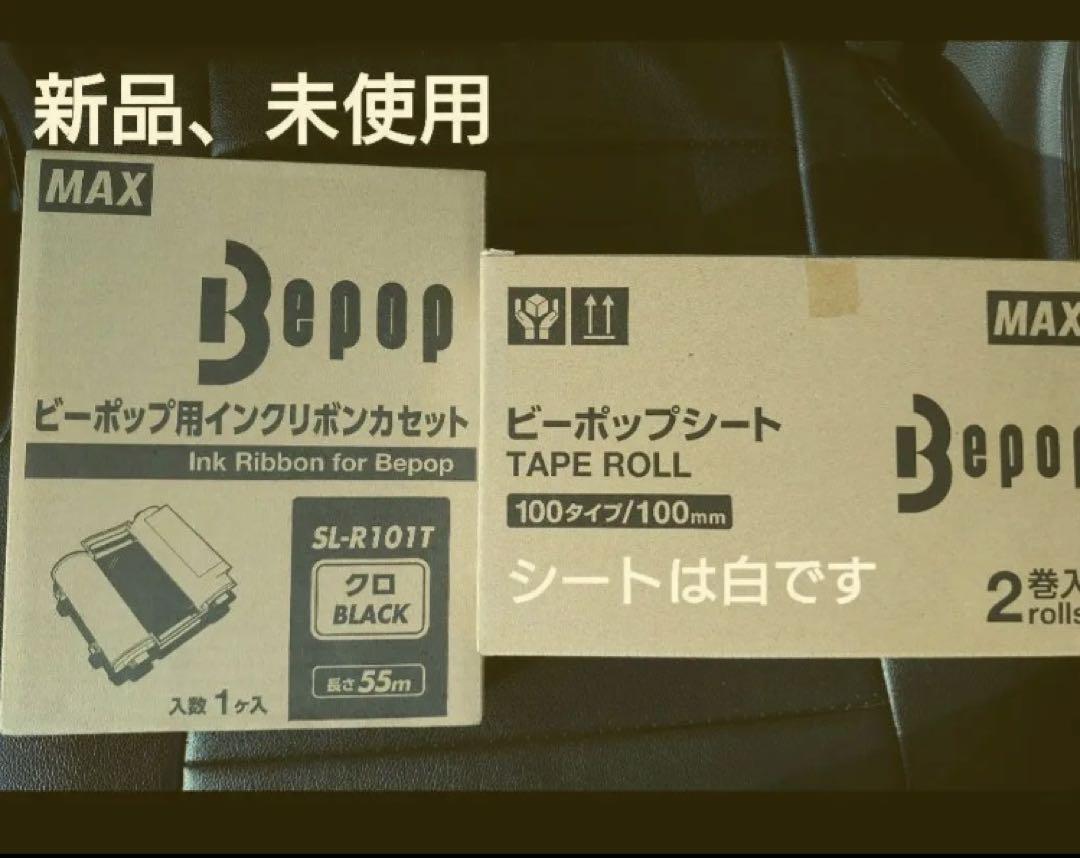 新品、未使用
MAX
Bepop
ビーポップ用インクリボンカセット
Ink Ribbon for Bepop
SL-R101T
クロ
BLACK
長さ55m
入数1ヶ入
MAX
Bepop
ビーポップシート
TAPE ROLL
100タイプ/100mm
シートは白です
2巻入
rolls